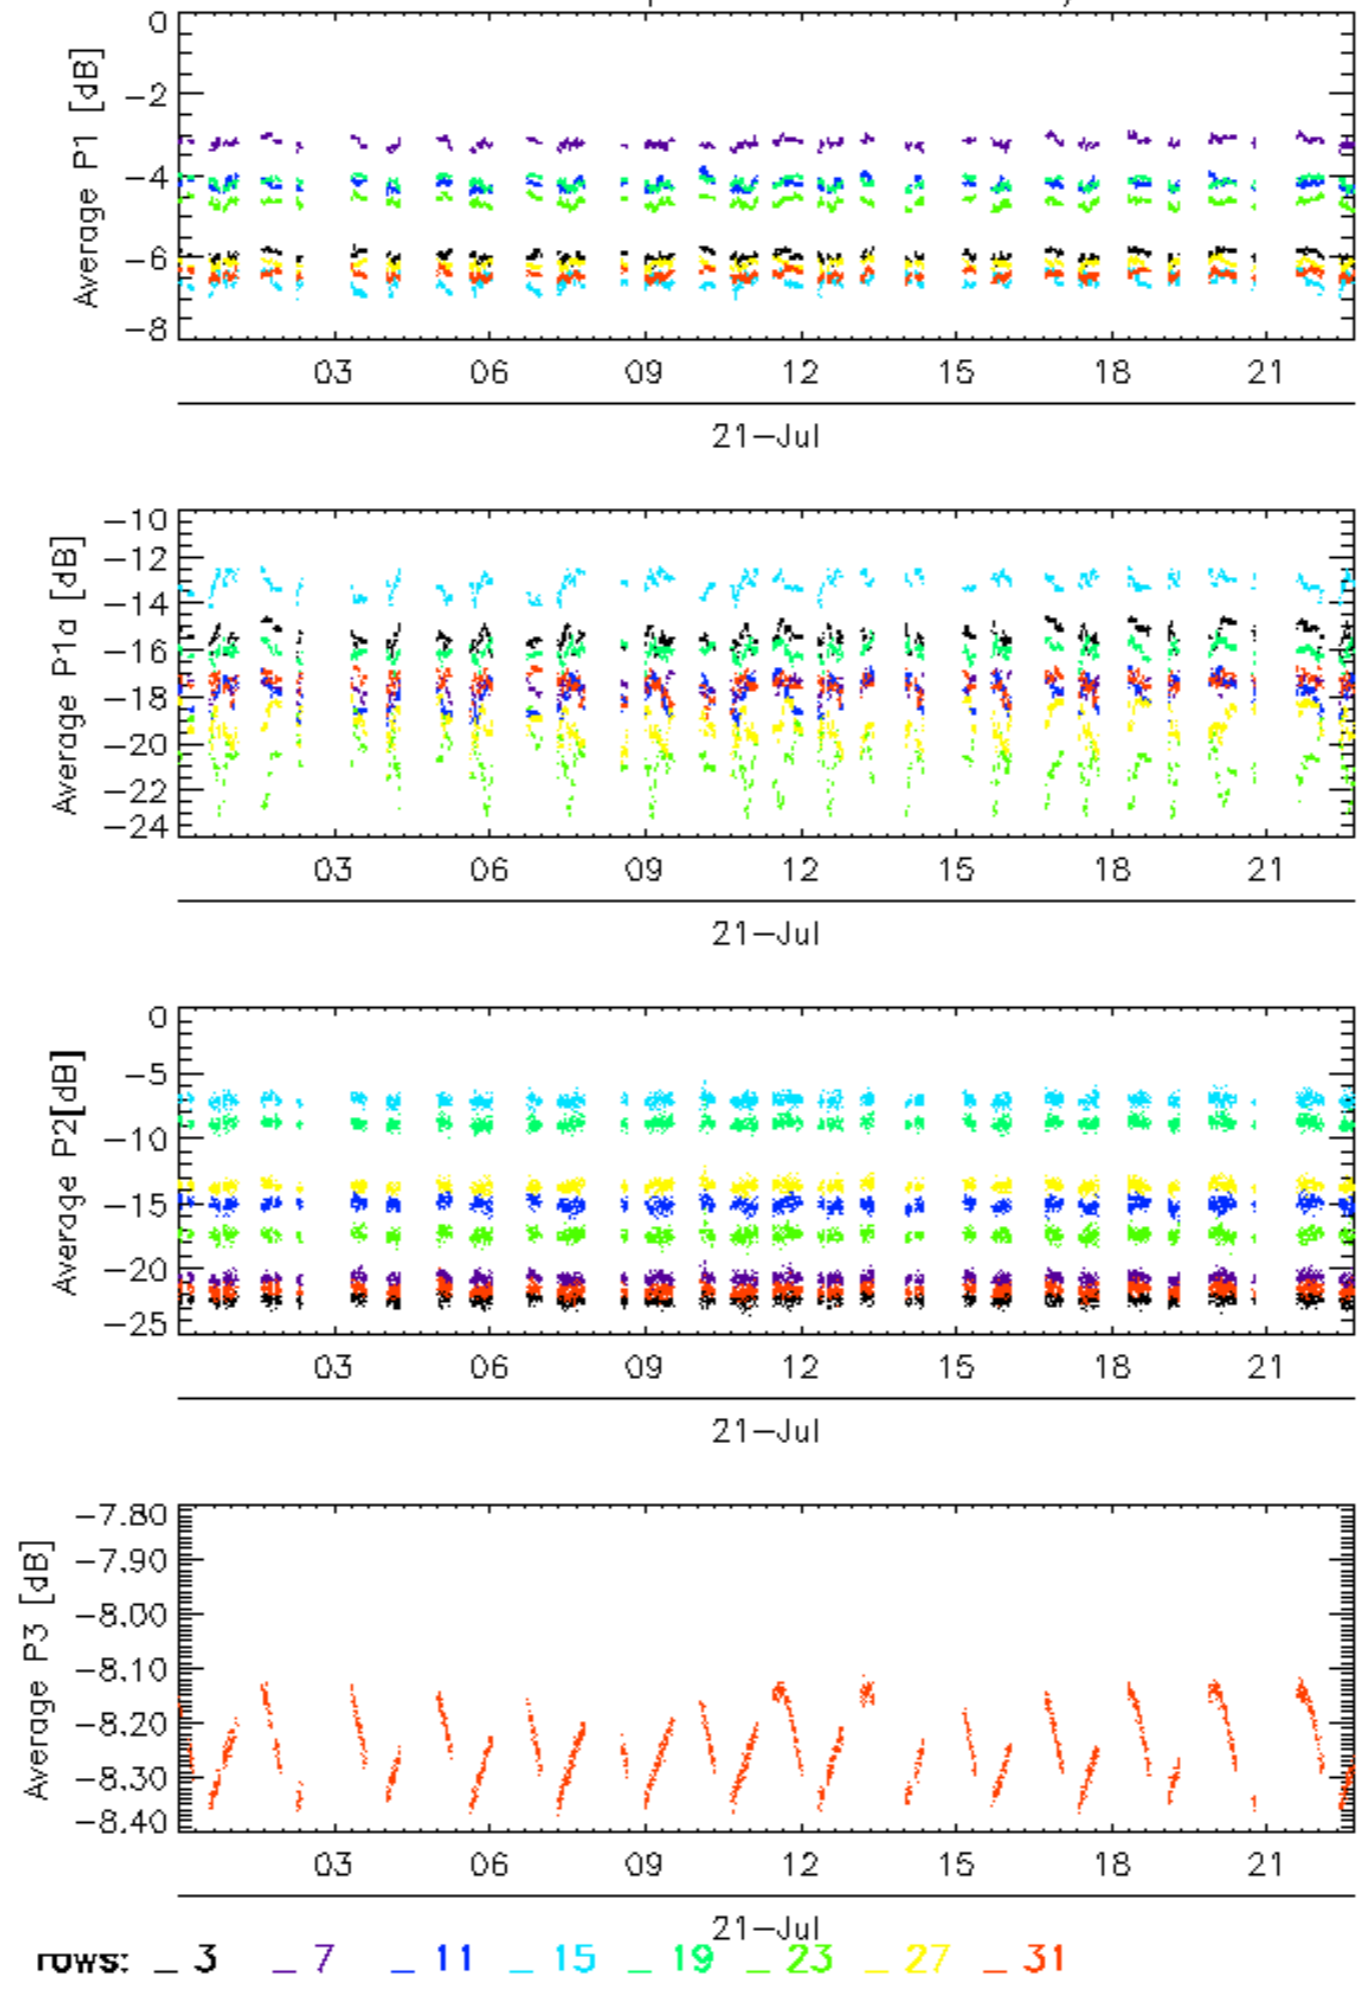 Average P1 [dB]
0
-2
-4
-6
-8
03 06 09 12 15 18 21
21-Jul
Average P1a [dB]
-10
-12
-14
-16
-18
-20
-22
-24
03 06 09 12 15 18 21
21-Jul
Average P2[dB]
0
-5
-10
-15
-20
-25
03 06 09 12 15 18 21
21-Jul
Average P3 [dB]
-7.80
-7.90
-8.00
-8.10
-8.20
-8.30
-8.40
03 06 09 12 15 18 21
21-Jul
rows: _ 3 _ 7 _ 11 _ 15 _ 19 _ 23 _ 27 _ 31